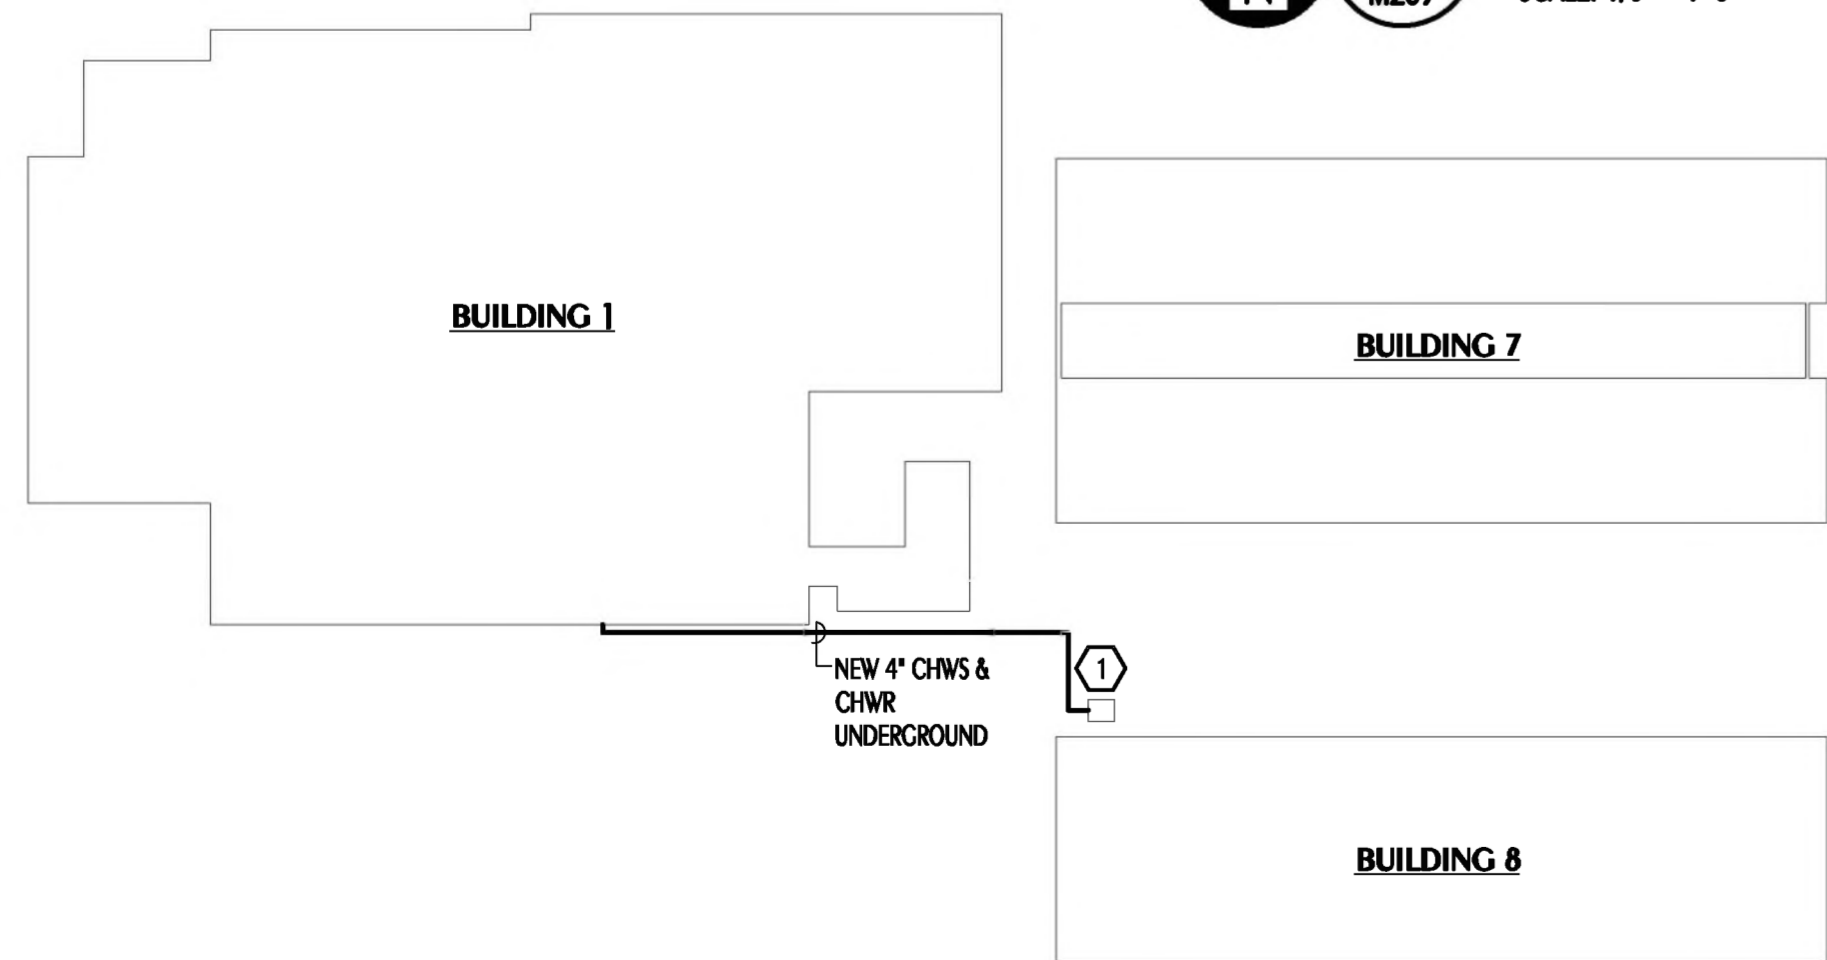 N
BUILDING 1
BUILDING 7
NEW 4" CHWS &
CHWR
UNDERGROUND
1
BUILDING 8